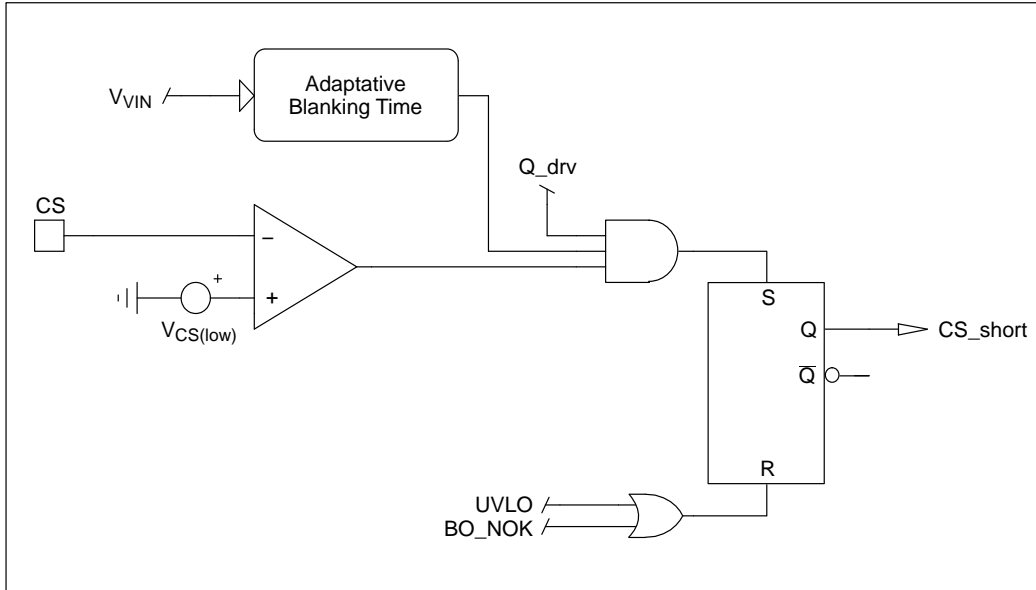 Adaptative
Blanking Time
V_VIN
Q_drv
CS
−
+
+
V_CS(low)
S
Q
CS_short
Q̅
R
UVLO
BO_NOK